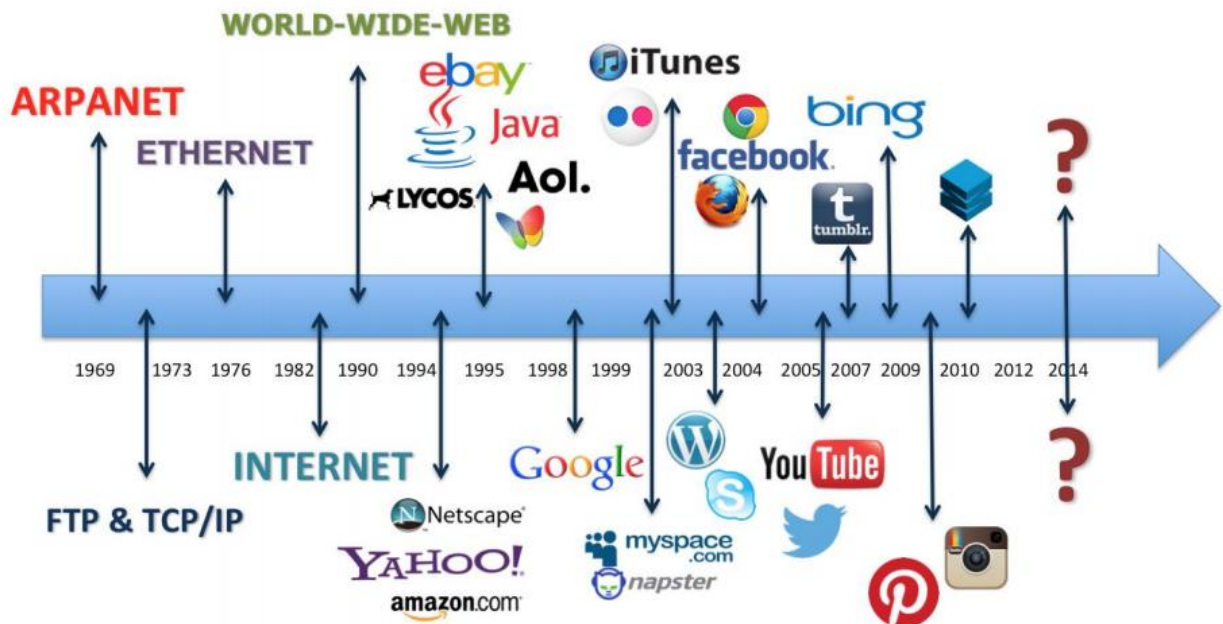 WORLD-WIDE-WEB
ebay
iTunes
ARPANET
Java
bing
ETHERNET
facebook
?
LYCOS
Aol.
t
tumblr.
1969 1973 1976 1982 1990 1994 1995 1998 1999 2003 2004 2005 2007 2009 2010 2012 2014
INTERNET
Google
W
YouTube
?
FTP & TCP/IP
N Netscape
S
YAHOO!
myspace
.com
napster
amazon.com
P